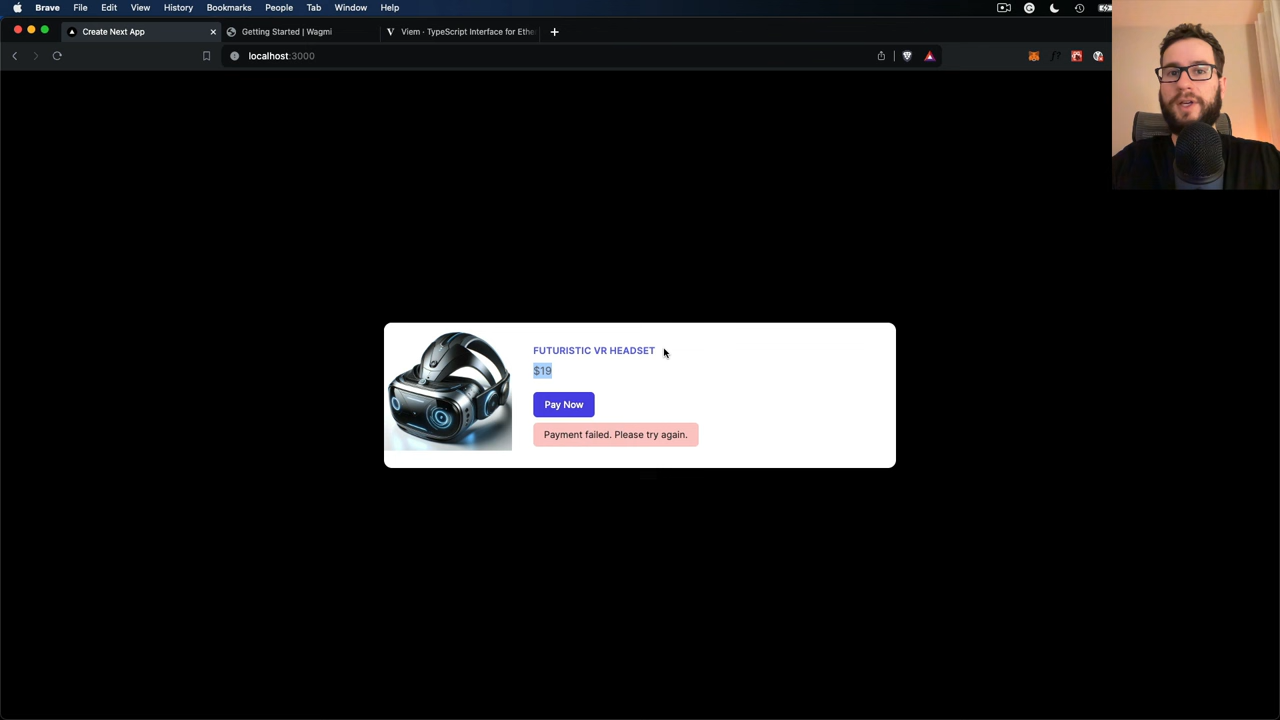 Brave File Edit View History Bookmarks People Tab Window Help
Create Next App
Getting Started | Wagmi
Viem · TypeScript Interface for Ethe
localhost:3000
FUTURISTIC VR HEADSET
$19
Pay Now
Payment failed. Please try again.